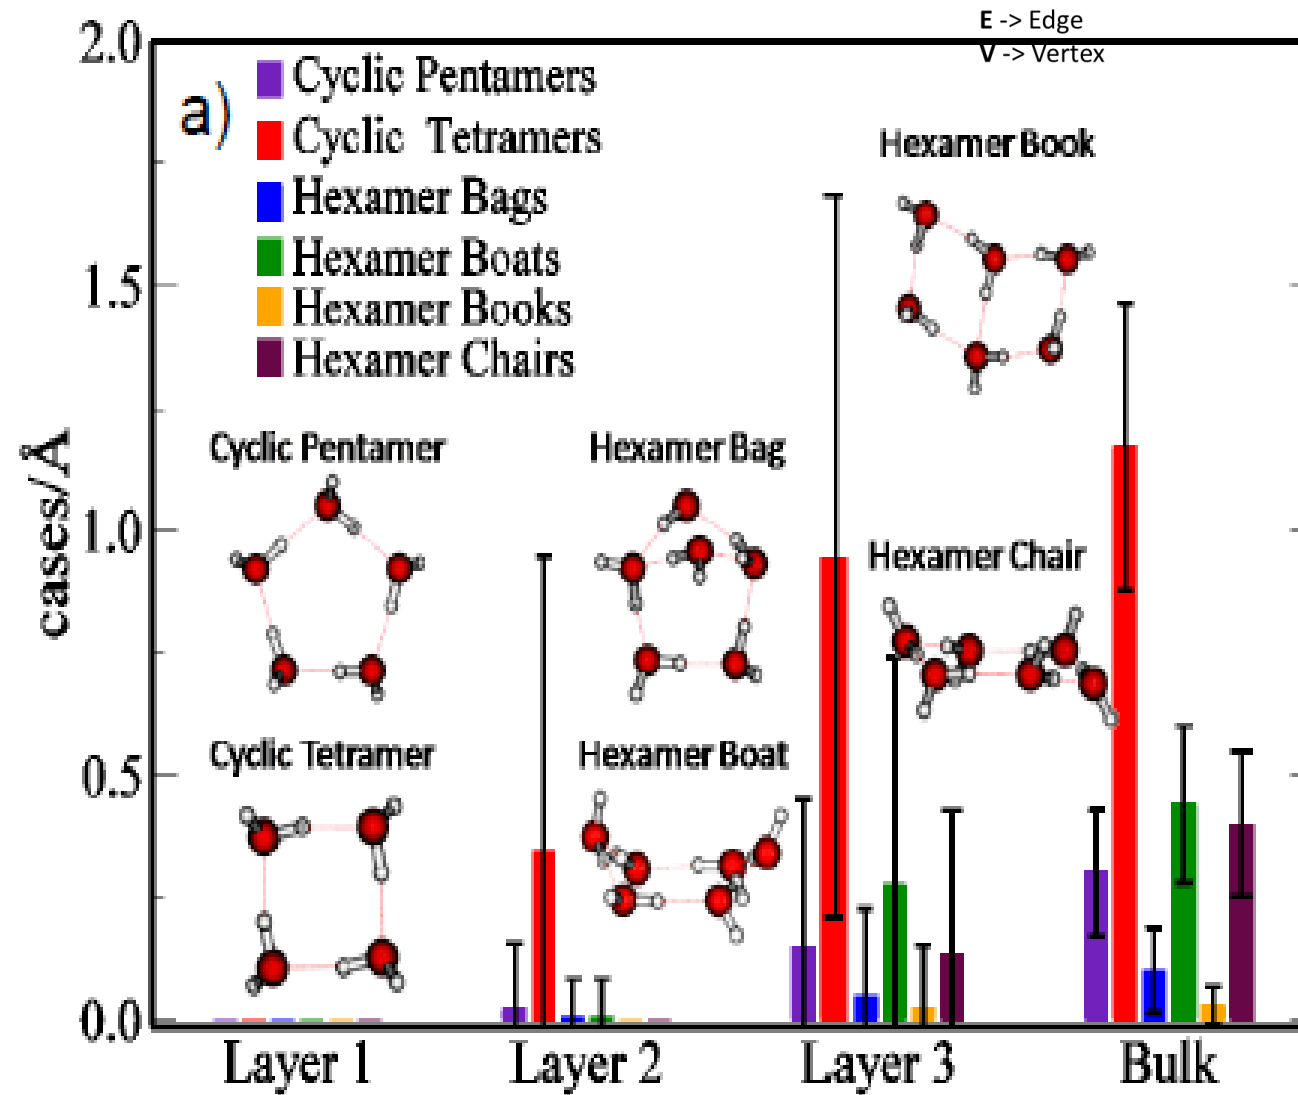 E -> Edge
V -> Vertex
2.0
a)
Cyclic Pentamers
Cyclic Tetramers
Hexamer Bags
Hexamer Boats
Hexamer Books
Hexamer Chairs
Hexamer Book
1.5
cases/Å
Cyclic Pentamer
Hexamer Bag
1.0
Hexamer Chair
Cyclic Tetramer
Hexamer Boat
0.5
0.0
Layer 1
Layer 2
Layer 3
Bulk